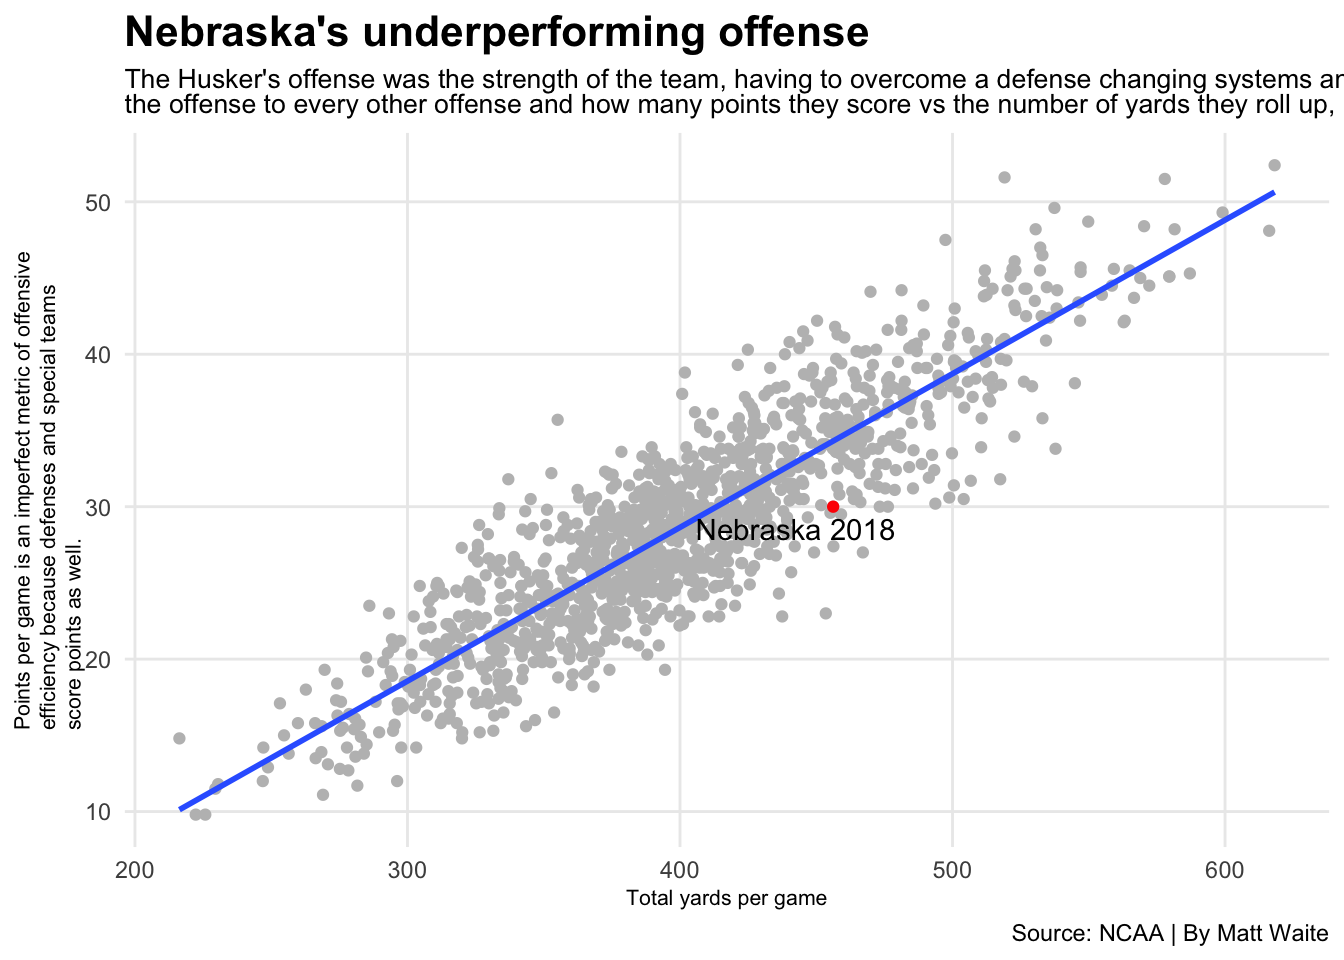 Nebraska's underperforming offense
The Husker's offense was the strength of the team, having to overcome a defense changing systems
the offense to every other offense and how many points they score vs the number of yards they roll up,
Points per game is an imperfect metric of offensive
efficiency because defenses and special teams
score points as well.
50
40
30
20
10
Nebraska 2018
200
300
400
500
600
Total yards per game
Source: NCAA | By Matt Waite